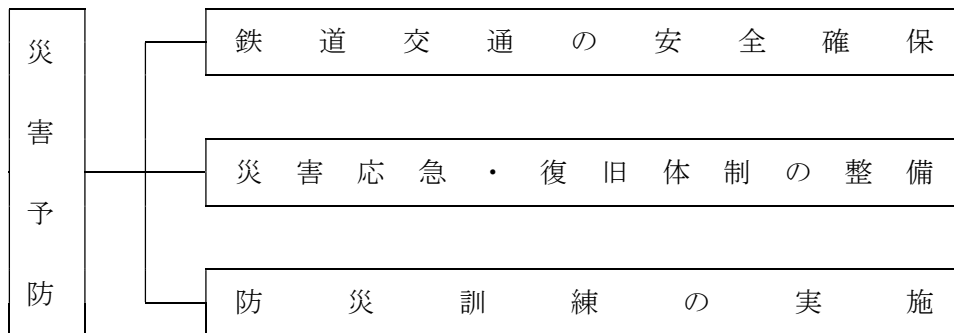 災害予防
鉄道交通の安全確保
災害応急・復旧体制の整備
防災訓練の実施